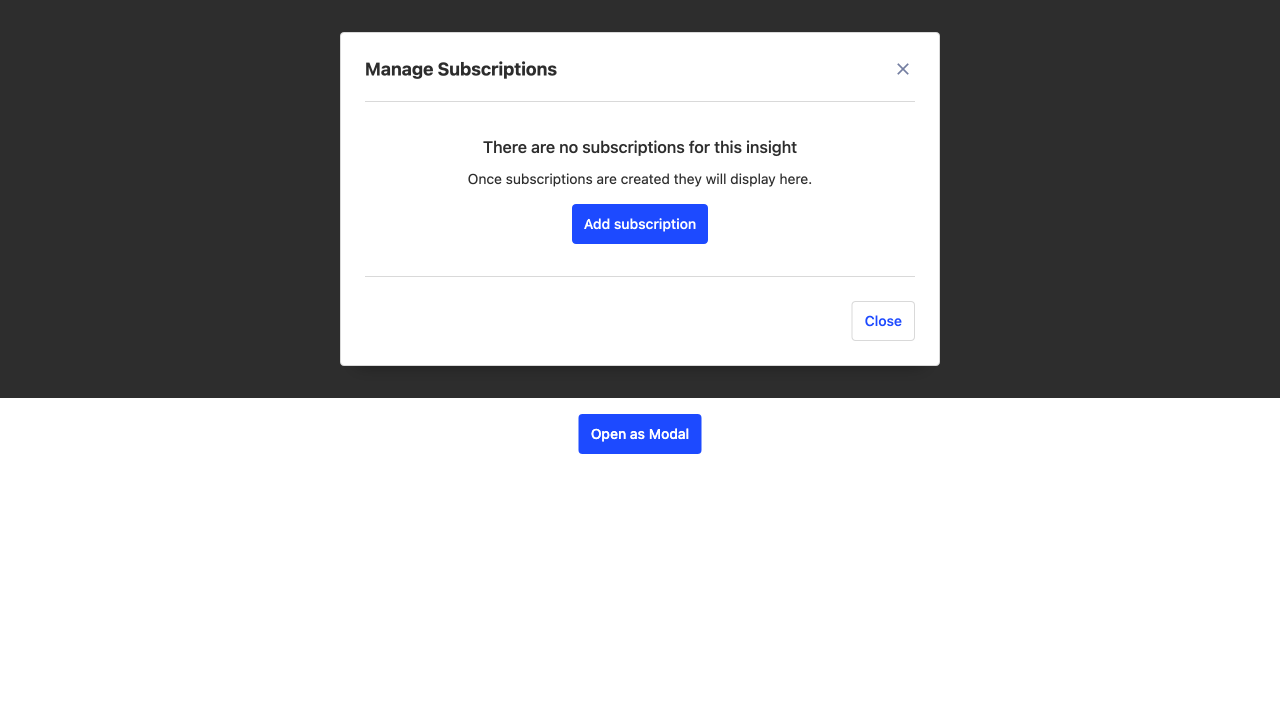 Manage Subscriptions
There are no subscriptions for this insight
Once subscriptions are created they will display here.
Add subscription
Close
Open as Modal